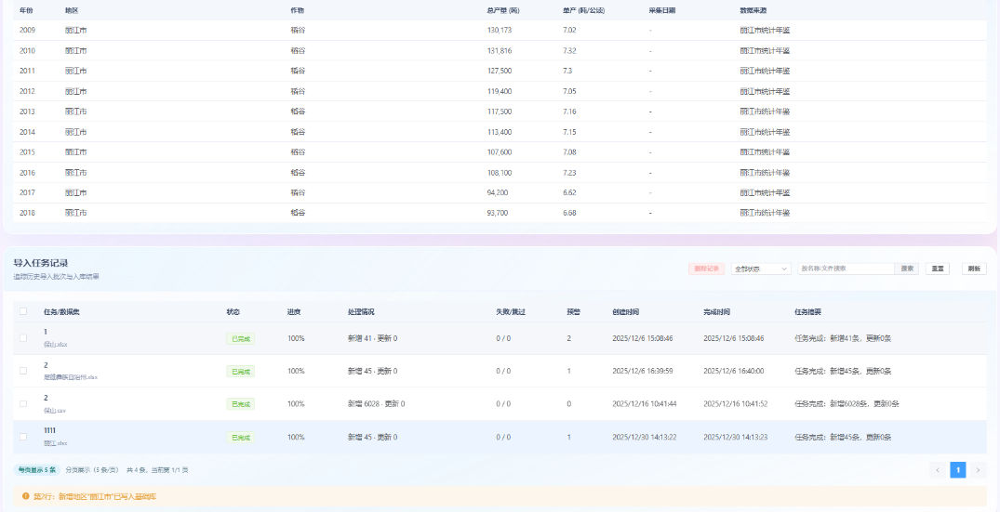 年份 地区 作物 总产量 (吨) 单产 (吨/公顷) 采集日期 数据来源
2009 丽江市 稻谷 130,173 7.02 - 丽江市统计年鉴
2010 丽江市 稻谷 131,816 7.32 - 丽江市统计年鉴
2011 丽江市 稻谷 127,500 7.3 - 丽江市统计年鉴
2012 丽江市 稻谷 119,400 7.05 - 丽江市统计年鉴
2013 丽江市 稻谷 117,500 7.16 - 丽江市统计年鉴
2014 丽江市 稻谷 113,400 7.15 - 丽江市统计年鉴
2015 丽江市 稻谷 107,600 7.08 - 丽江市统计年鉴
2016 丽江市 稻谷 108,100 7.23 - 丽江市统计年鉴
2017 丽江市 稻谷 94,200 6.62 - 丽江市统计年鉴
2018 丽江市 稻谷 93,700 6.68 - 丽江市统计年鉴
导入任务记录
追踪历史导入批次与入库结果
删除记录 全部状态 按名称/文件搜索 搜索 重置 刷新
任务/数据集 状态 进度 处理情况 失败/跳过 预警 创建时间 完成时间 任务摘要
1
保山.xlsx
已完成 100% 新增 41 · 更新 0 0 / 0 2 2025/12/6 15:08:46 2025/12/6 15:08:46 任务完成：新增41条，更新0条
2
楚雄彝族自治州.xlsx
已完成 100% 新增 45 · 更新 0 0 / 0 1 2025/12/6 16:39:59 2025/12/6 16:40:00 任务完成：新增45条，更新0条
2
保山.csv
已完成 100% 新增 6028 · 更新 0 0 / 0 0 2025/12/16 10:41:44 2025/12/16 10:41:52 任务完成：新增6028条，更新0条
1111
丽江.xlsx
已完成 100% 新增 45 · 更新 0 0 / 0 1 2025/12/30 14:13:22 2025/12/30 14:13:23 任务完成：新增45条，更新0条
每页显示 5 条 分页展示（5 条/页） 共 4 条，当前第 1/1 页 1
第2行：新增地区"丽江市"已写入基础库